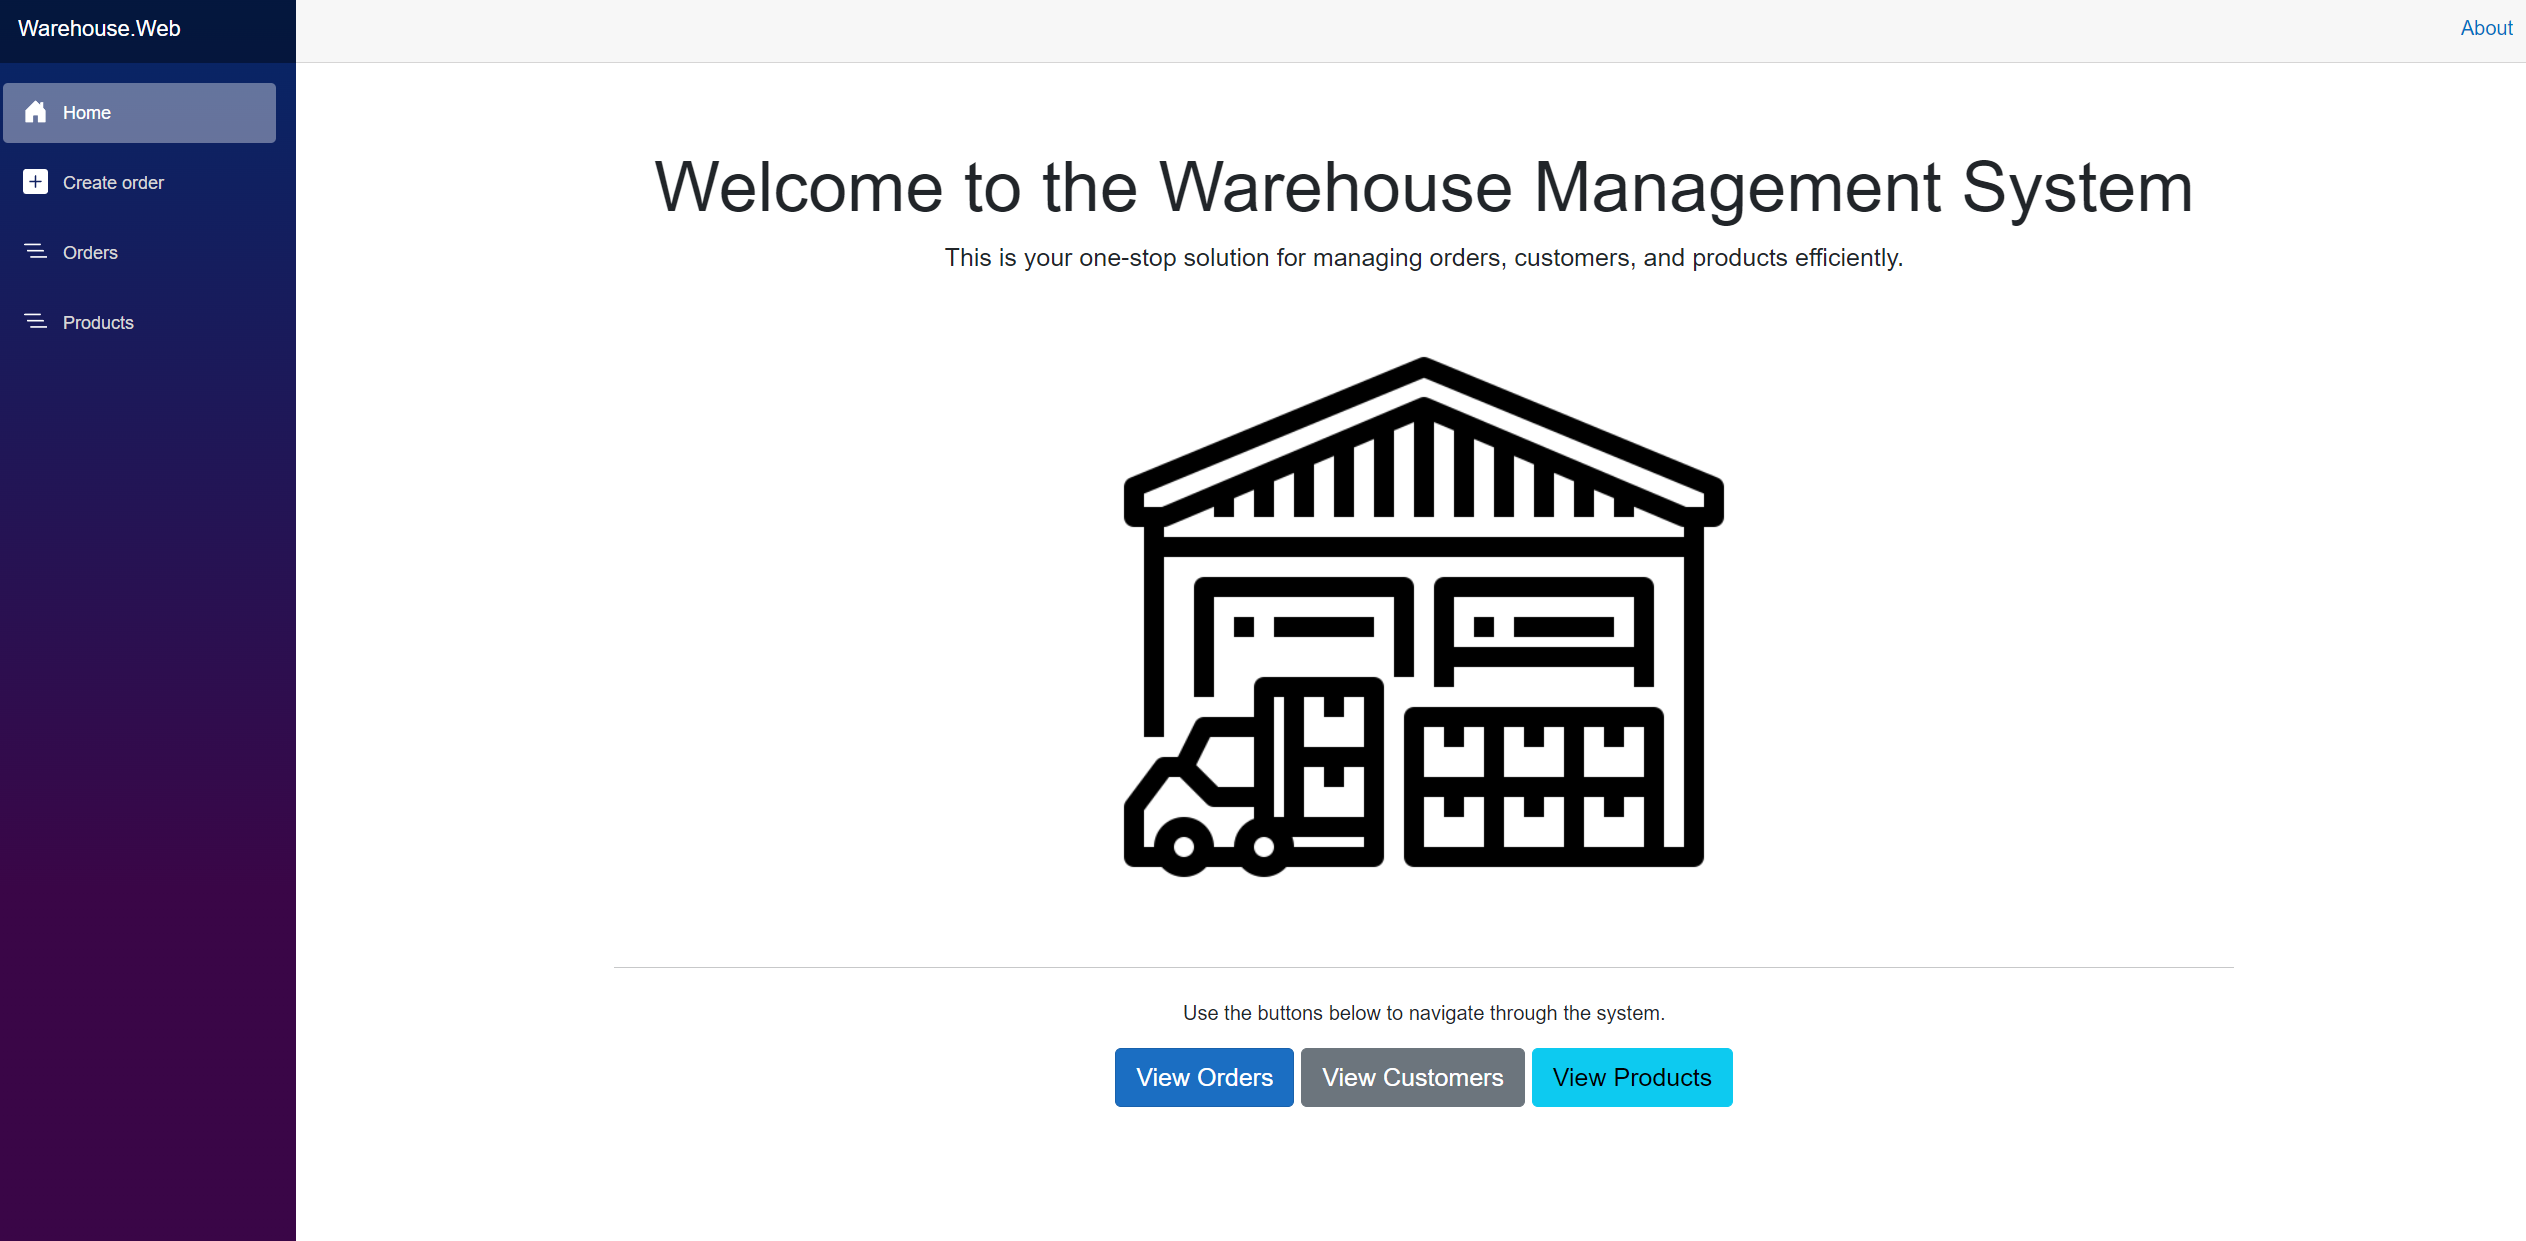 Warehouse.Web
About
Home
Create order
Orders
Products
Welcome to the Warehouse Management System
This is your one-stop solution for managing orders, customers, and products efficiently.
Use the buttons below to navigate through the system.
View Orders
View Customers
View Products